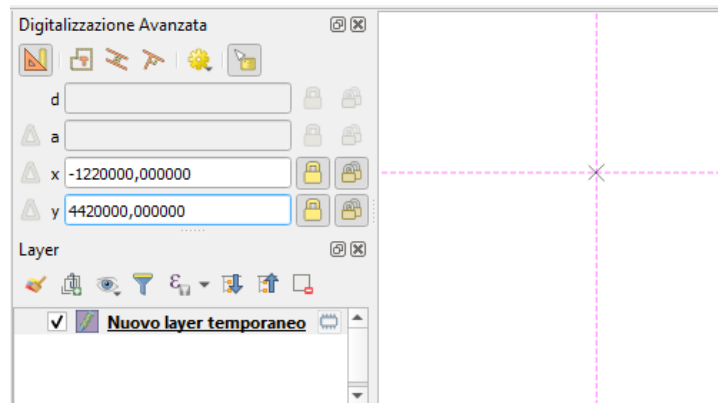 Digitalizzazione Avanzata
d
a
x -1220000,000000
y 4420000,000000
Layer
Nuovo layer temporaneo